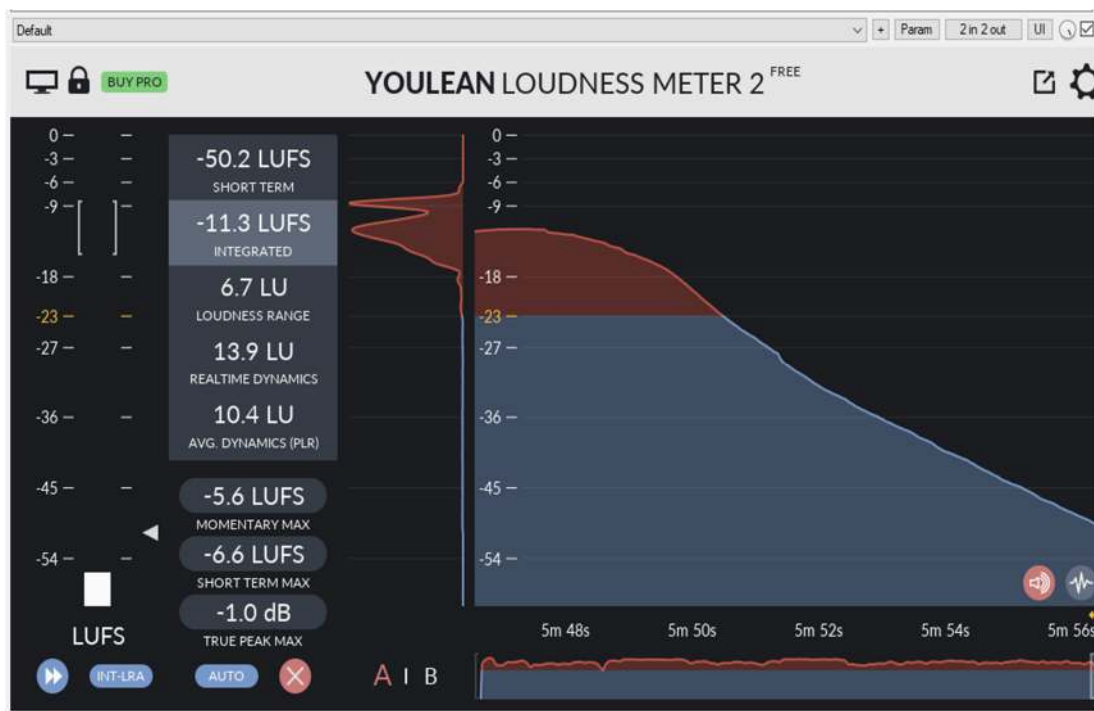 Default + Param 2 in 2 out UI
BUY PRO YOULEAN LOUDNESS METER 2 FREE
0
-3
-6
-9
-18
-23
-27
-36
-45
-54
LUFS
-50.2 LUFS
SHORT TERM
-11.3 LUFS
INTEGRATED
6.7 LU
LOUDNESS RANGE
13.9 LU
REALTIME DYNAMICS
10.4 LU
AVG. DYNAMICS (PLR)
-5.6 LUFS
MOMENTARY MAX
-6.6 LUFS
SHORT TERM MAX
-1.0 dB
TRUE PEAK MAX
0
-3
-6
-9
-18
-23
-27
-36
-45
-54
5m 48s 5m 50s 5m 52s 5m 54s 5m 56s
INT-LRA AUTO A I B